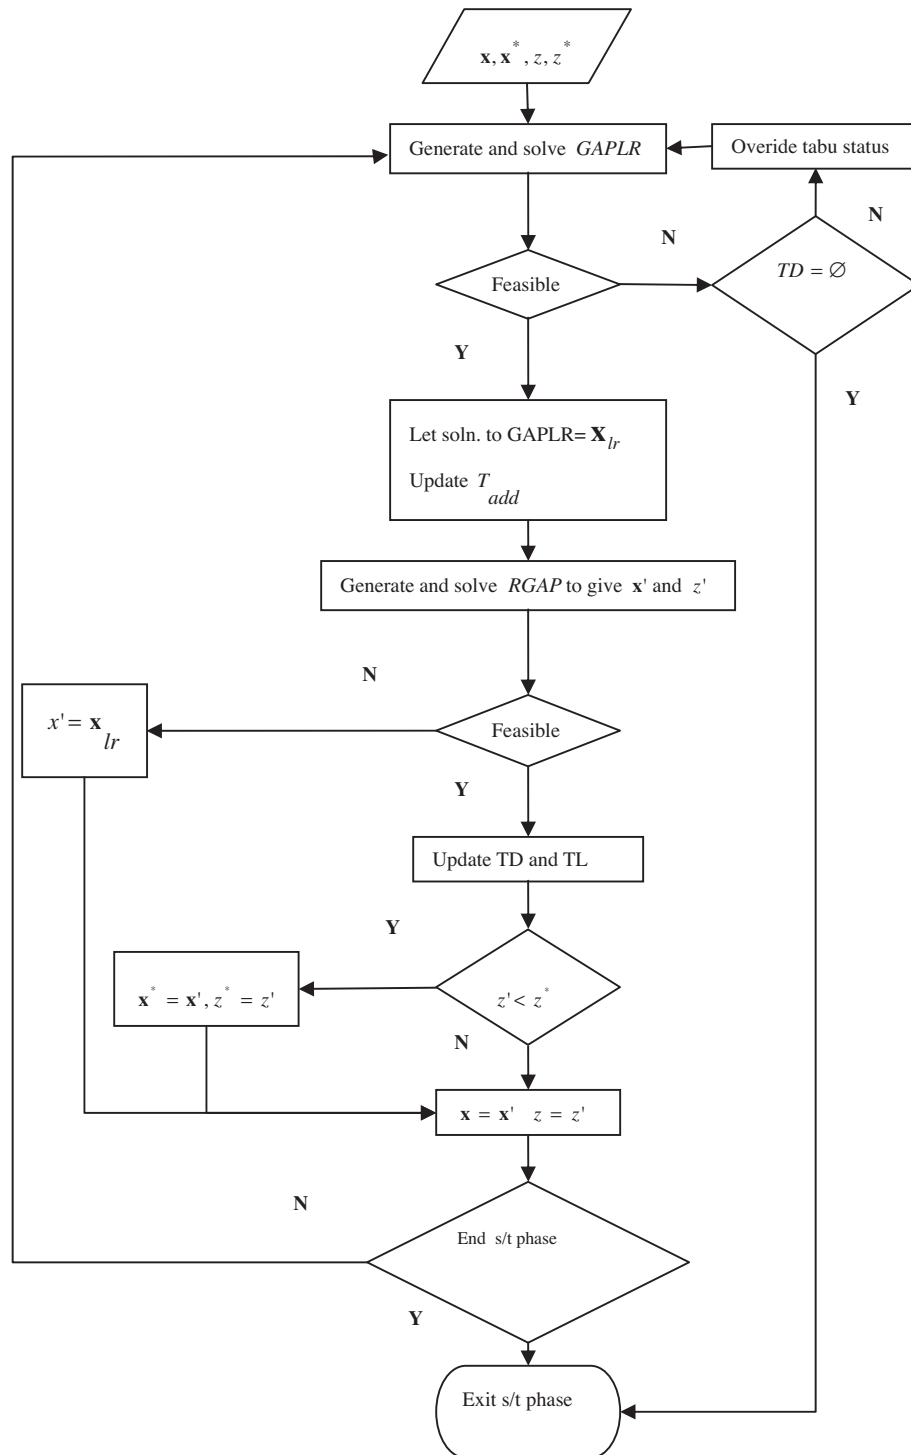 x, x*, z, z*
Generate and solve GAPLR
Overide tabu status
N
N
TD = ∅
Feasible
Y
Y
Let soln. to GAPLR= x_lr
Update T_add
Generate and solve RGAP to give x' and z'
N
x' = x_lr
Feasible
Y
Update TD and TL
Y
x* = x', z* = z'
z' < z*
N
x = x' z = z'
N
End s/t phase
Y
Exit s/t phase